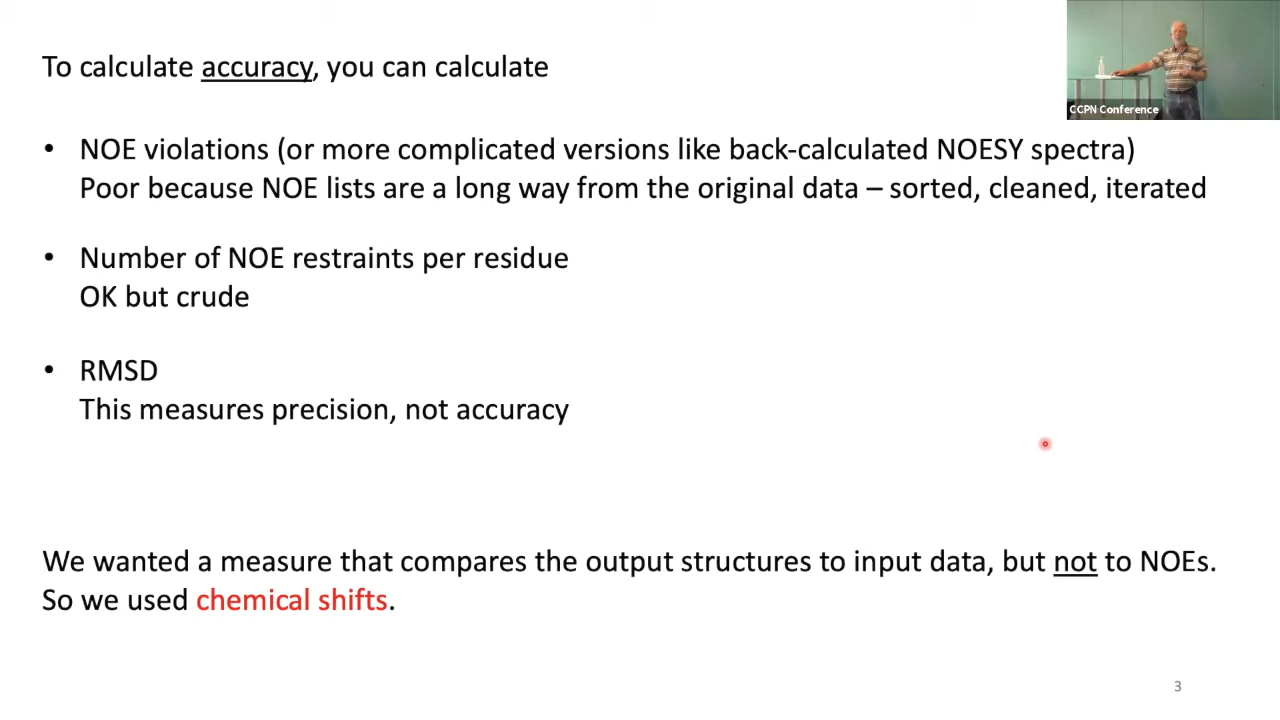 To calculate accuracy, you can calculate
CCPN Conference
• NOE violations (or more complicated versions like back-calculated NOESY spectra)
Poor because NOE lists are a long way from the original data – sorted, cleaned, iterated
• Number of NOE restraints per residue
OK but crude
• RMSD
This measures precision, not accuracy
We wanted a measure that compares the output structures to input data, but not to NOEs.
So we used chemical shifts.
3